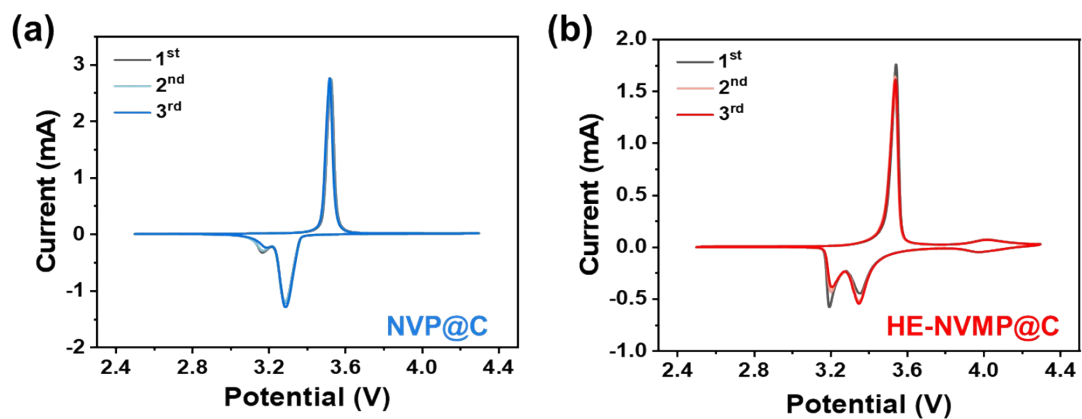 (a)
1st
2nd
3rd
3
2
1
0
-1
-2
Current (mA)
NVP@C
2.4 2.8 3.2 3.6 4.0 4.4
Potential (V)
(b)
1st
2nd
3rd
2.0
1.5
1.0
0.5
0.0
-0.5
-1.0
Current (mA)
HE-NVMP@C
2.4 2.8 3.2 3.6 4.0 4.4
Potential (V)